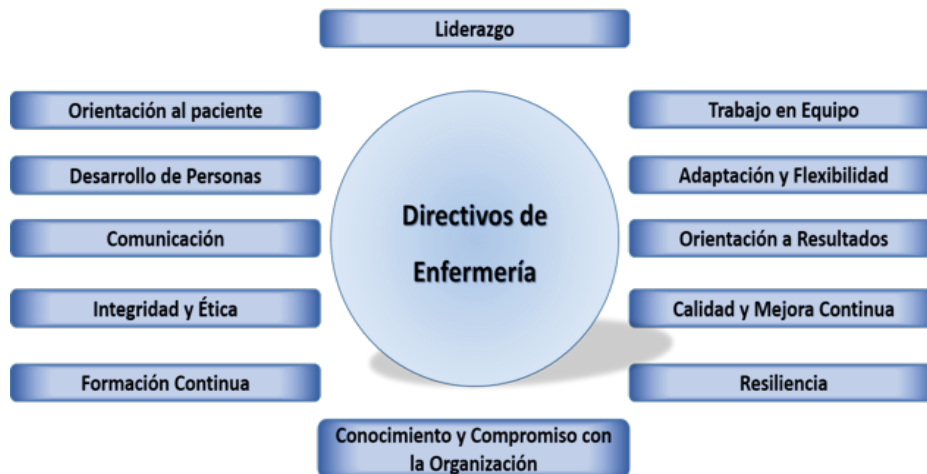 Liderazgo
Orientación al paciente
Desarrollo de Personas
Comunicación
Integridad y Ética
Formación Continua
Directivos de
Enfermería
Trabajo en Equipo
Adaptación y Flexibilidad
Orientación a Resultados
Calidad y Mejora Continua
Resiliencia
Conocimiento y Compromiso con
la Organización